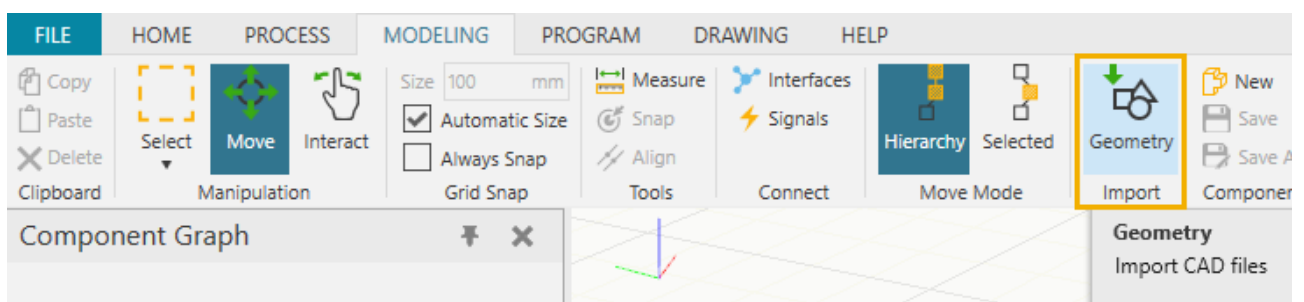 FILE HOME PROCESS MODELING PROGRAM DRAWING HELP
Copy
Paste
Delete
Clipboard
Select
Move
Interact
Manipulation
Size 100 mm
Automatic Size
Always Snap
Grid Snap
Measure
Snap
Align
Tools
Interfaces
Signals
Connect
Hierarchy
Selected
Move Mode
Geometry
Import
New
Save
Save A
Componen
Component Graph
Geometry
Import CAD files